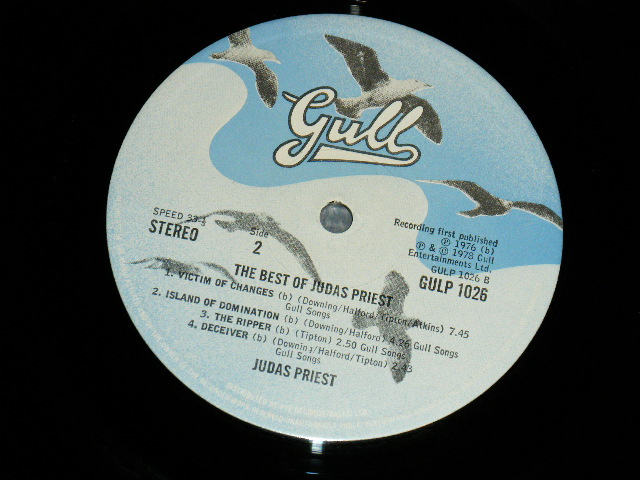 Gull
SPEED 33⅓
STEREO
Side
2
Recording first published
℗ 1976 (b)
℗ & © 1978 Gull
Entertainments Ltd.
GULP 1026 B
GULP 1026
THE BEST OF JUDAS PRIEST
1. VICTIM OF CHANGES (b) (Downing/Halford/Tipton/Atkins) 7.45
Gull Songs
2. ISLAND OF DOMINATION (b) (Downing/Halford) 4.26 Gull Songs
3. THE RIPPER (b) (Tipton) 2.50 Gull Songs
4. DECEIVER (b) (Downing/Halford/Tipton) 2.43
Gull Songs
JUDAS PRIEST